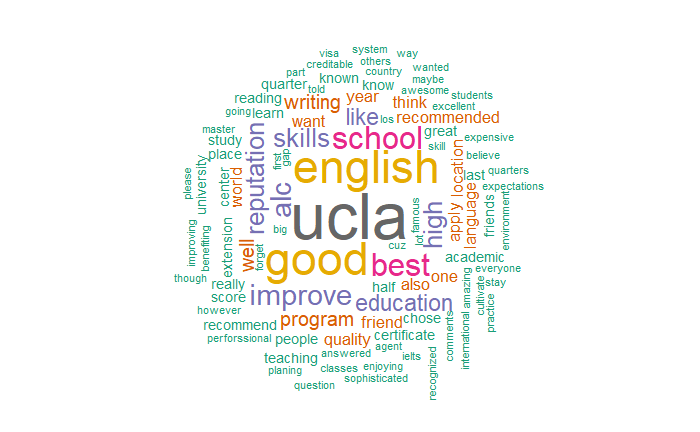 visa
system
way
creditable
others
part
country
wanted
told
known
know
maybe
quarter
awesome
students
reading
writing
year
think
excellent
going
learn
want
like
los
recommended
master
study
skills
school
great
expensive
skill
place
reputation
first
gap
english
believe
please
university
center
world
alc
last
quarters
expectations
apply
location
language
friends
environment
ucla
high
famous
lot
big
cuz
improving
benefiting
extension
well
forget
good
best
academic
though
really
half
also
one
everyone
stay
score
improve
education
amazing
cultivate
practice
international
however
recommend
program
friend
chose
perforssional
people
quality
certificate
comments
teaching
answered
agent
ielts
recognized
planing
classes
enjoying
question
sophisticated